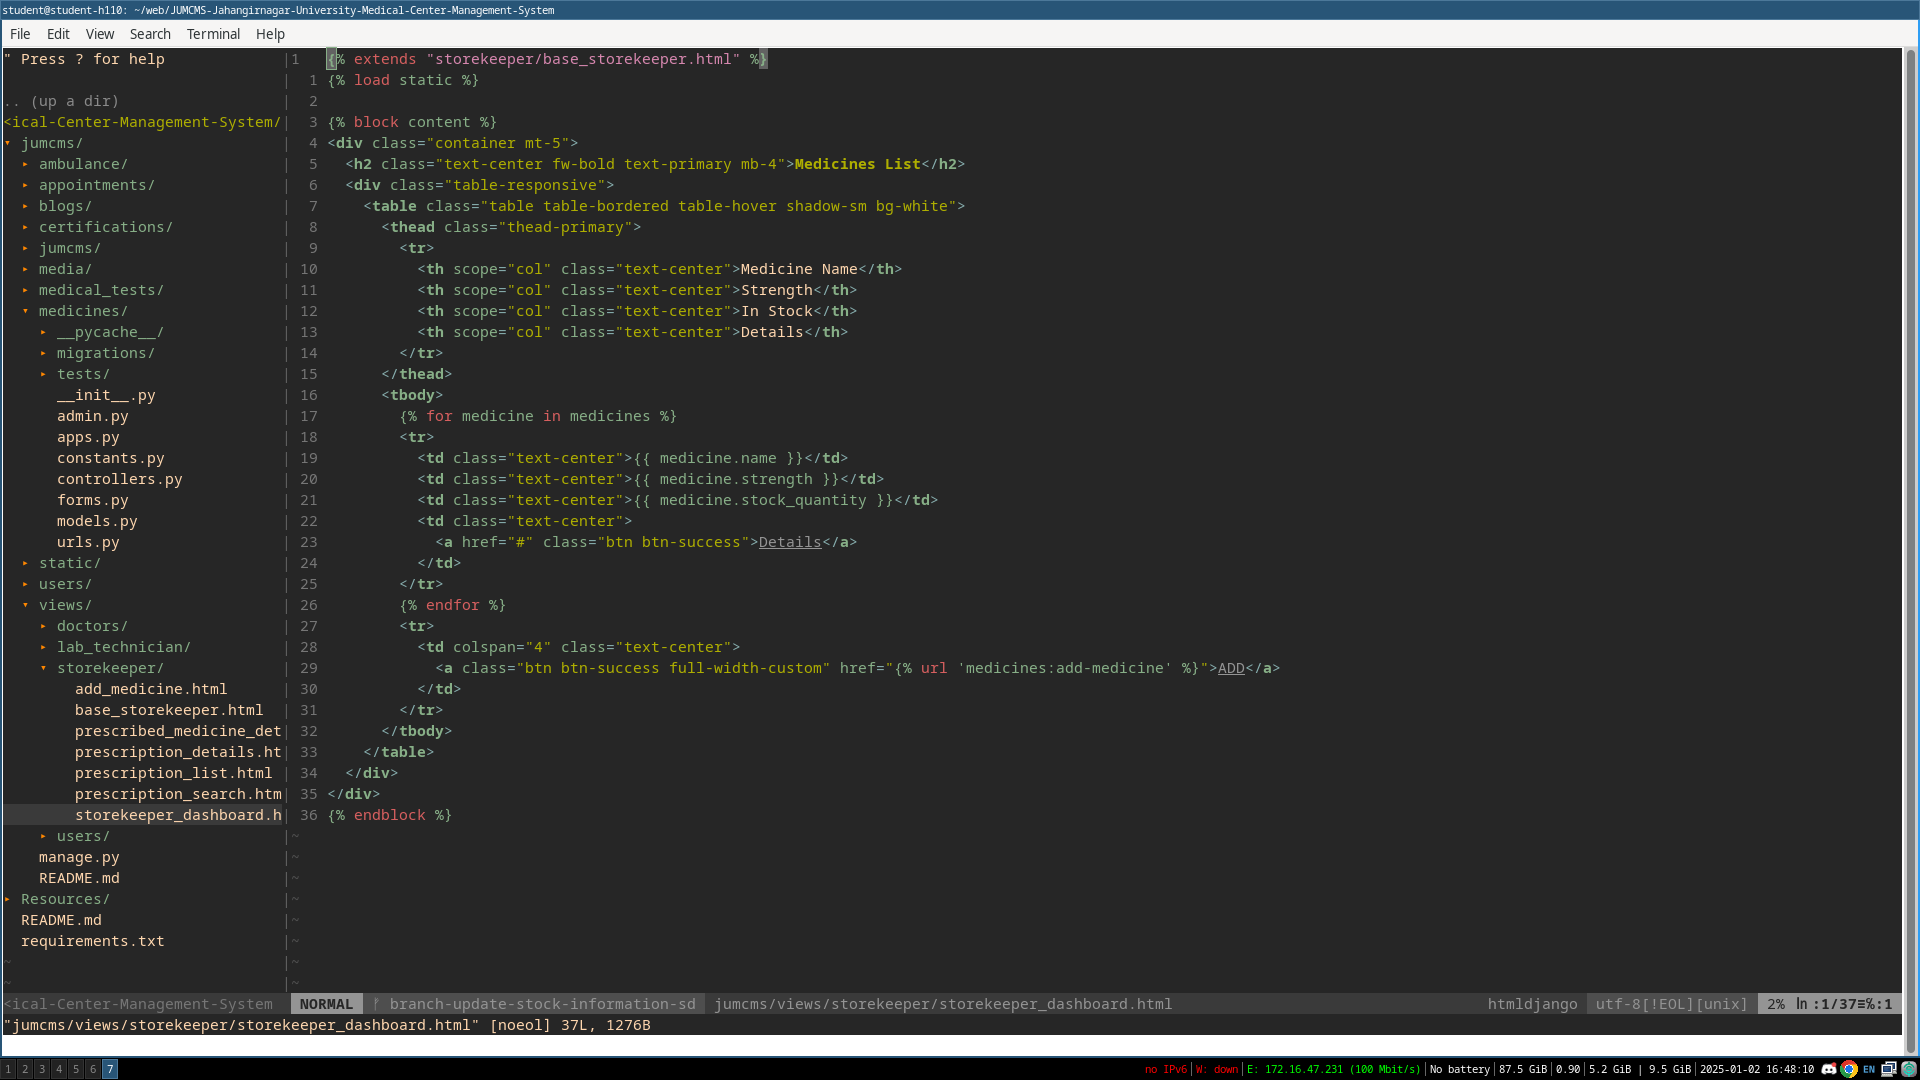 student@student-h110: ~/web/JUMCMS-Jahangirnagar-University-Medical-Center-Management-System
File Edit View Search Terminal Help
" Press ? for help
.. (up a dir)
<ical-Center-Management-System/
▾ jumcms/
▸ ambulance/
▸ appointments/
▸ blogs/
▸ certifications/
▸ jumcms/
▸ media/
▸ medical_tests/
▾ medicines/
▸ __pycache__/
▸ migrations/
▸ tests/
__init__.py
admin.py
apps.py
constants.py
controllers.py
forms.py
models.py
urls.py
▸ static/
▸ users/
▾ views/
▸ doctors/
▸ lab_technician/
▾ storekeeper/
add_medicine.html
base_storekeeper.html
prescribed_medicine_det
prescription_details.ht
prescription_list.html
prescription_search.htm
storekeeper_dashboard.h
▸ users/
manage.py
README.md
▸ Resources/
README.md
requirements.txt
~
~
1 {% extends "storekeeper/base_storekeeper.html" %}
1 {% load static %}
2
3 {% block content %}
4 <div class="container mt-5">
5 <h2 class="text-center fw-bold text-primary mb-4">Medicines List</h2>
6 <div class="table-responsive">
7 <table class="table table-bordered table-hover shadow-sm bg-white">
8 <thead class="thead-primary">
9 <tr>
10 <th scope="col" class="text-center">Medicine Name</th>
11 <th scope="col" class="text-center">Strength</th>
12 <th scope="col" class="text-center">In Stock</th>
13 <th scope="col" class="text-center">Details</th>
14 </tr>
15 </thead>
16 <tbody>
17 {% for medicine in medicines %}
18 <tr>
19 <td class="text-center">{{ medicine.name }}</td>
20 <td class="text-center">{{ medicine.strength }}</td>
21 <td class="text-center">{{ medicine.stock_quantity }}</td>
22 <td class="text-center">
23 <a href="#" class="btn btn-success">Details</a>
24 </td>
25 </tr>
26 {% endfor %}
27 <tr>
28 <td colspan="4" class="text-center">
29 <a class="btn btn-success full-width-custom" href="{% url 'medicines:add-medicine' %}">ADD</a>
30 </td>
31 </tr>
32 </tbody>
33 </table>
34 </div>
35 </div>
36 {% endblock %}
~
~
~
~
~
~
~
~
<ical-Center-Management-System NORMAL branch-update-stock-information-sd jumcms/views/storekeeper/storekeeper_dashboard.html htmldjango utf-8[!EOL][unix] 2% ln :1/37≡℅:1
"jumcms/views/storekeeper/storekeeper_dashboard.html" [noeol] 37L, 1276B
1 2 3 4 5 6 7 no IPv6 | W: down | E: 172.16.47.231 (100 Mbit/s) | No battery | 87.5 GiB | 0.90 | 5.2 GiB | 9.5 GiB | 2025-01-02 16:48:10 EN